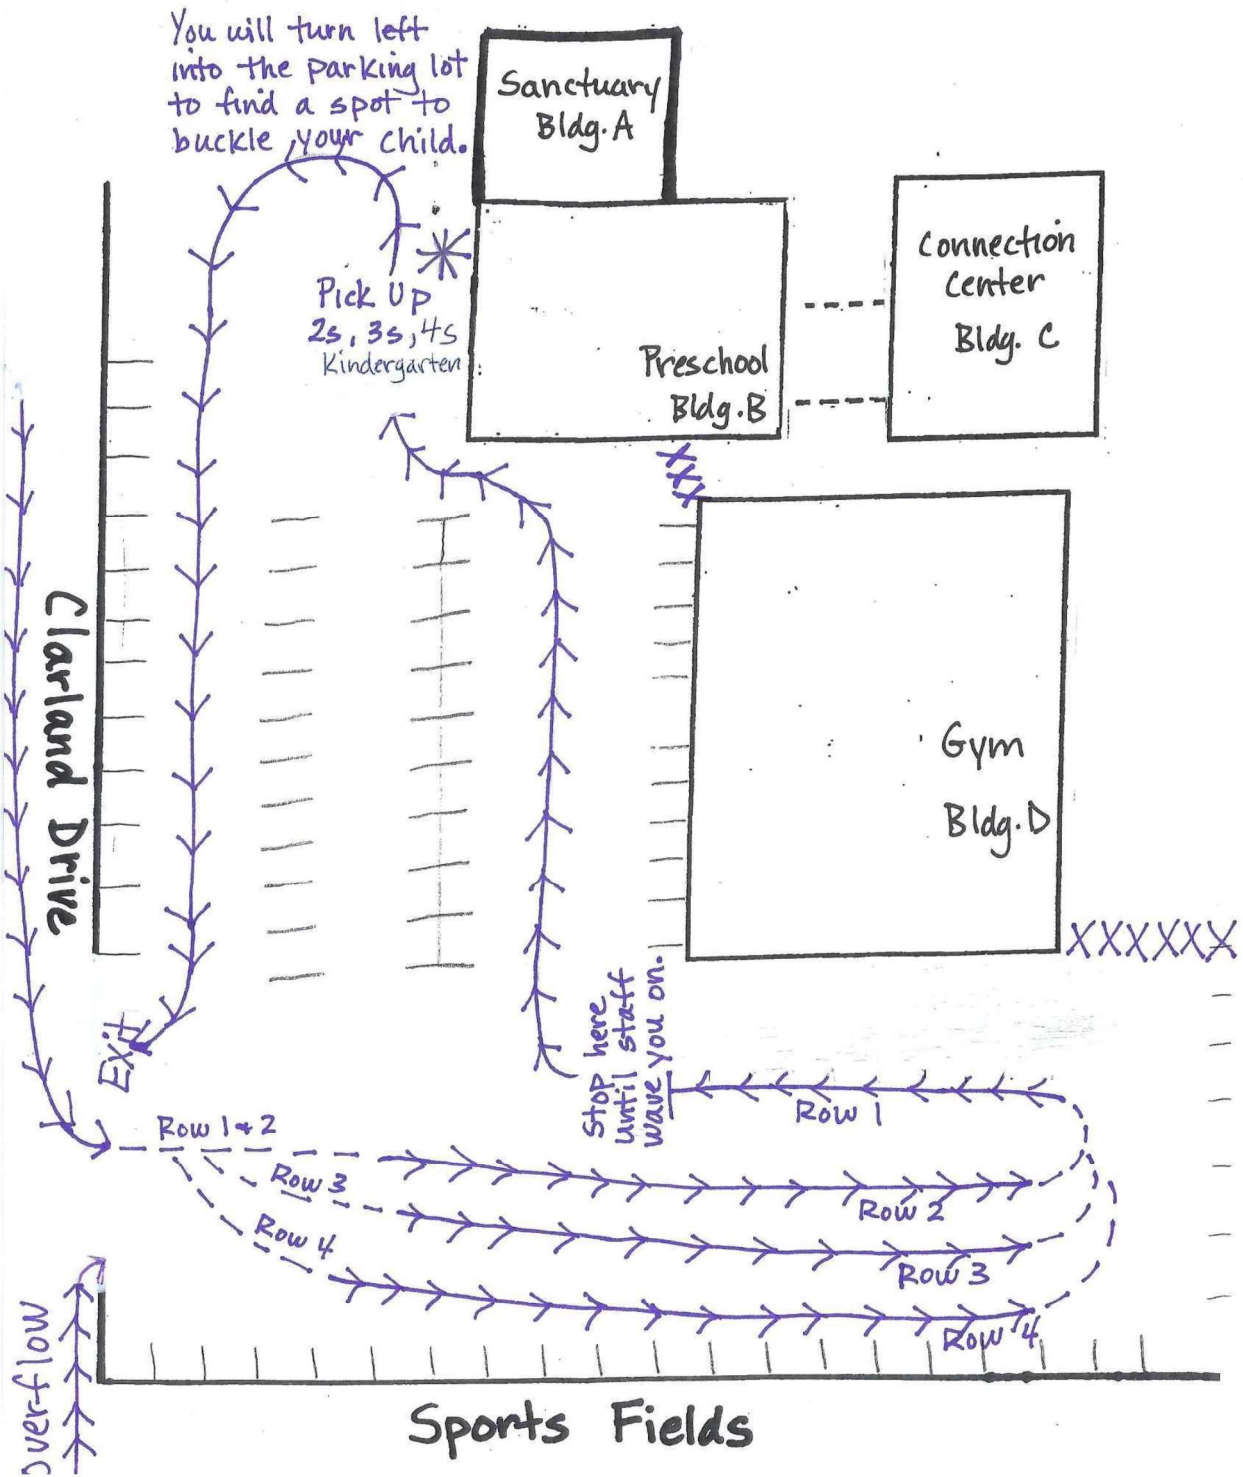 You will turn left
into the parking lot
to find a spot to
buckle your child.
Sanctuary
Bldg. A
Connection
Center
Bldg. C
Pick Up
2s, 3s, 4s
Kindergarten
Preschool
Bldg. B
XXX
Clarland Drive
Gym
Bldg. D
XXXXXX
Exit
Stop here
until staff
wave you on.
Row 1
Row 1 & 2
Row 3
Row 2
Row 4
Row 3
Row 4
over-flow
Sports Fields